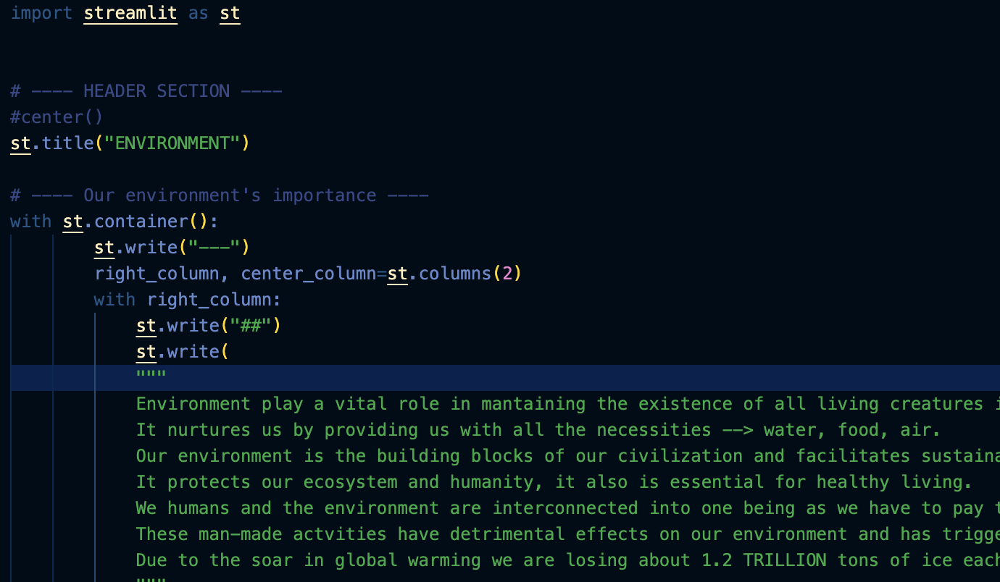 import streamlit as st
# ---- HEADER SECTION ----
#center()
st.title("ENVIRONMENT")
# ---- Our environment's importance ----
with st.container():
st.write("---")
right_column, center_column=st.columns(2)
with right_column:
st.write("##")
st.write(
"""
Environment play a vital role in mantaining the existence of all living creatures
It nurtures us by providing us with all the necessities --> water, food, air.
Our environment is the building blocks of our civilization and facilitates sustaina
It protects our ecosystem and humanity, it also is essential for healthy living.
We humans and the environment are interconnected into one being as we have to pay
These man-made actvities have detrimental effects on our environment and has trigge
Due to the soar in global warming we are losing about 1.2 TRILLION tons of ice each
"""